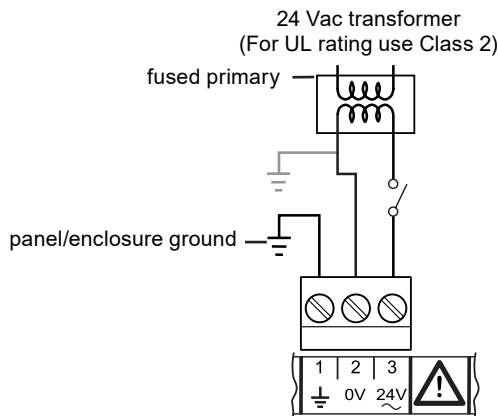 24 Vac transformer
(For UL rating use Class 2)
fused primary
panel/enclosure ground
1 2 3
0V 24V
!